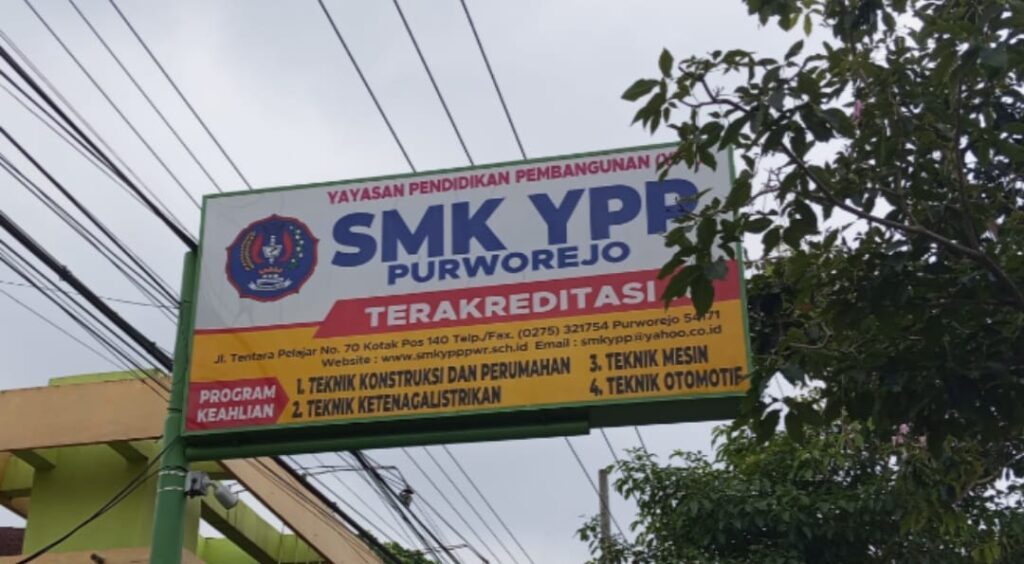 YAYASAN PENDIDIKAN PEMBANGUNAN
SMK YPP
PURWOREJO
TERAKREDITASI
Jl. Tentara Pelajar No. 70 Kotak Pos 140 Telp./Fax. (0275) 321754 Purworejo 54171
Website : www.smkypppwr.sch.id Email : smkypp@yahoo.co.id
PROGRAM
KEAHLIAN
1. TEKNIK KONSTRUKSI DAN PERUMAHAN
2. TEKNIK KETENAGALISTRIKAN
3. TEKNIK MESIN
4. TEKNIK OTOMOTIF